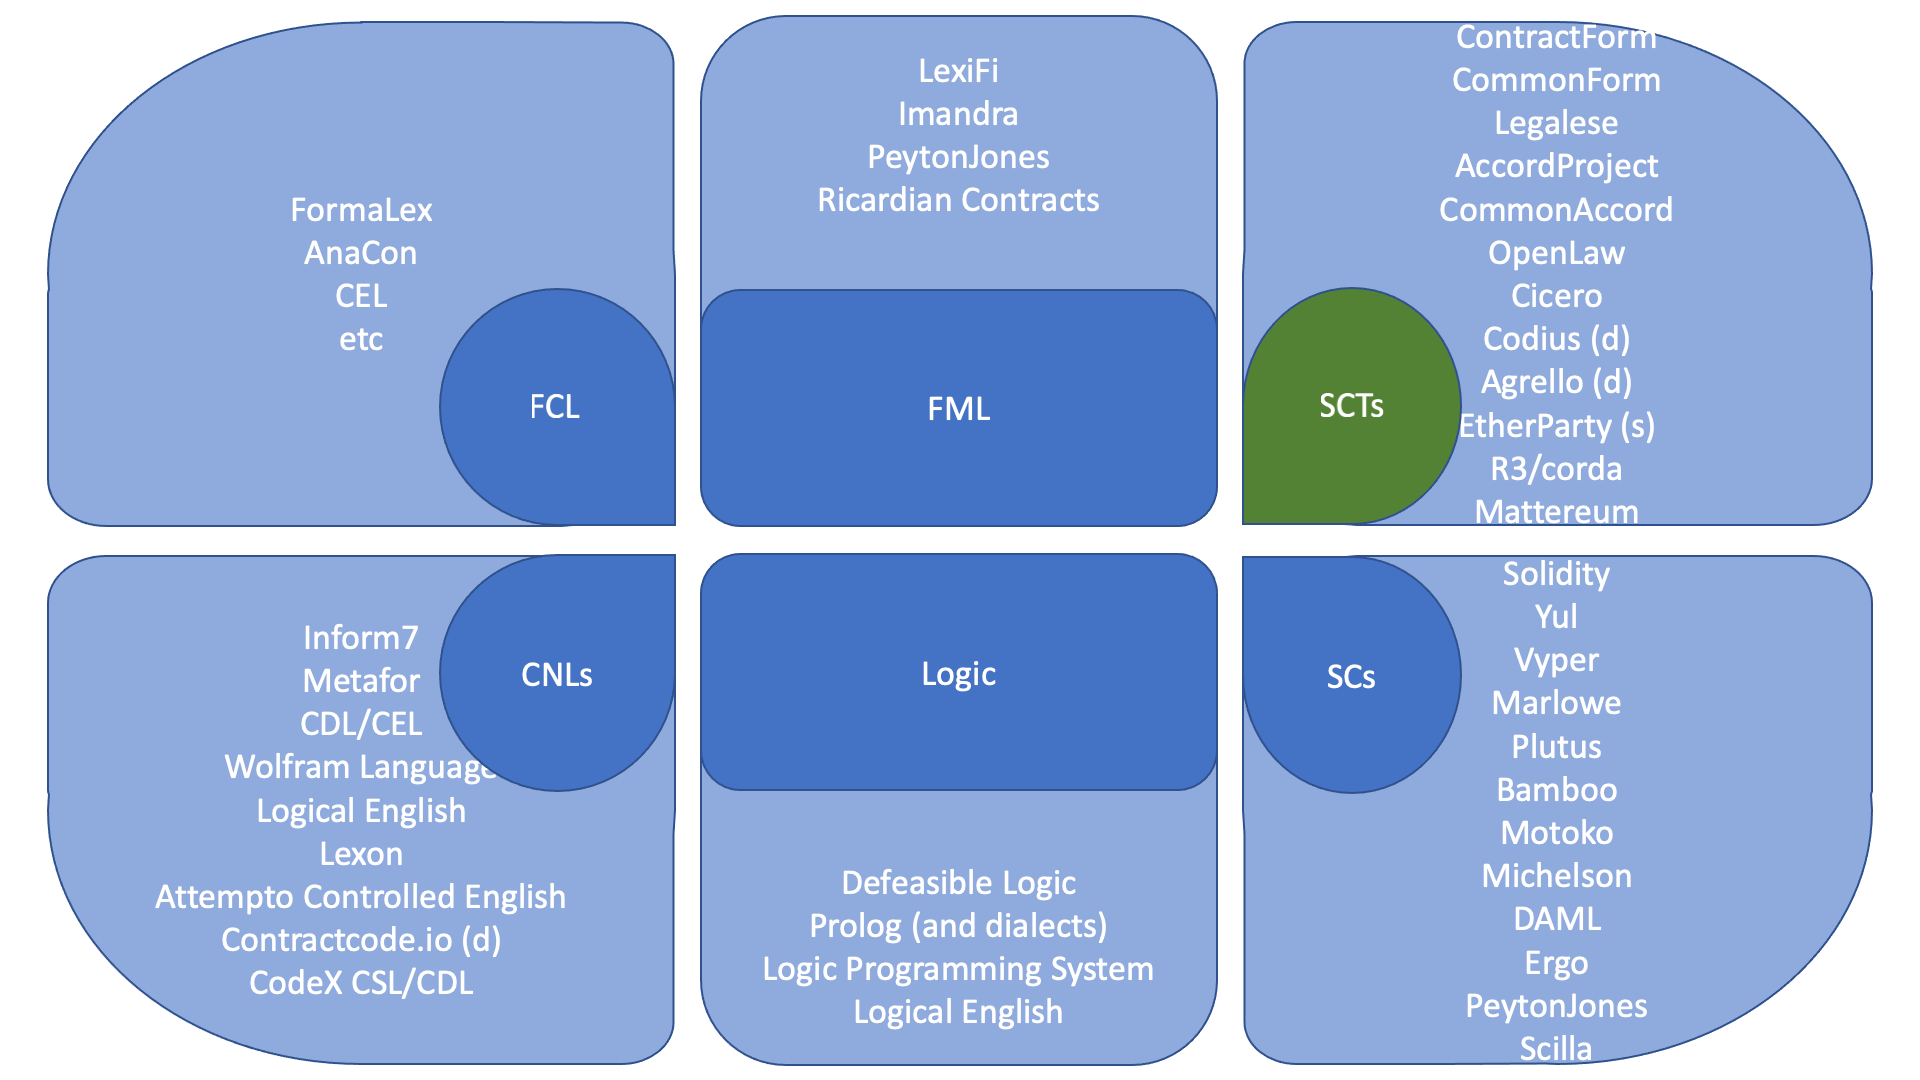 FormaLex
AnaCon
CEL
etc
FCL
LexiFi
Imandra
PeytonJones
Ricardian Contracts
FML
ContractForm
CommonForm
Legalese
AccordProject
CommonAccord
OpenLaw
Cicero
Codius (d)
Agrello (d)
EtherParty (s)
R3/corda
Mattereum
SCTs
Inform7
Metafor
CDL/CEL
Wolfram Language
Logical English
Lexon
Attempto Controlled English
Contractcode.io (d)
CodeX CSL/CDL
CNLs
Logic
Defeasible Logic
Prolog (and dialects)
Logic Programming System
Logical English
SCs
Solidity
Yul
Vyper
Marlowe
Plutus
Bamboo
Motoko
Michelson
DAML
Ergo
PeytonJones
Scilla